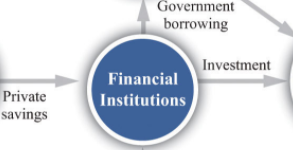 Government
borrowing
Financial
Institutions
Investment
Private
savings